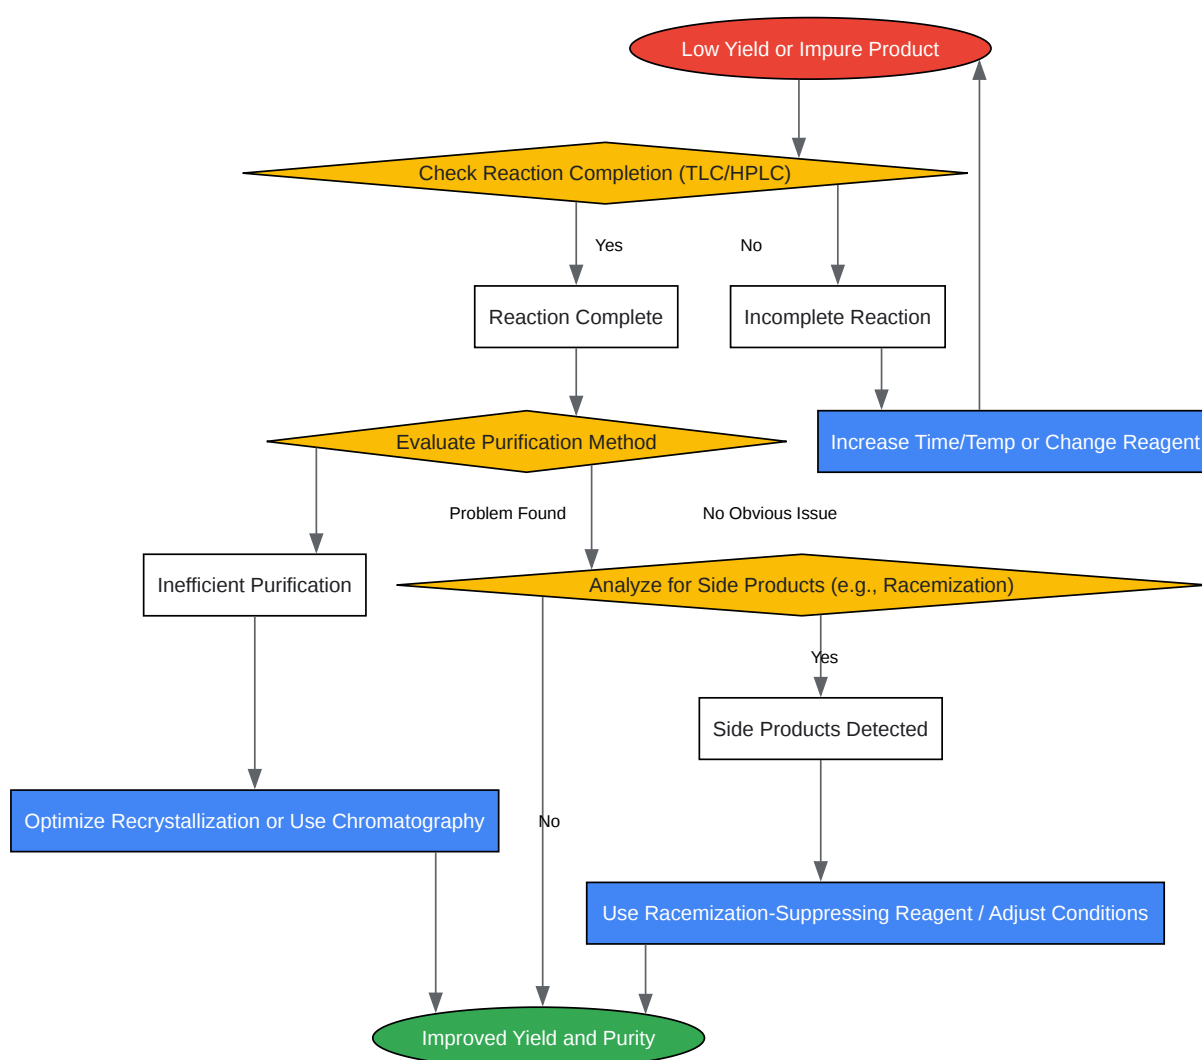 Low Yield or Impure Product
Check Reaction Completion (TLC/HPLC)
Yes
No
Reaction Complete
Incomplete Reaction
Evaluate Purification Method
Increase Time/Temp or Change Reagent
Problem Found
No Obvious Issue
Inefficient Purification
Analyze for Side Products (e.g., Racemization)
Yes
Side Products Detected
Optimize Recrystallization or Use Chromatography
No
Use Racemization-Suppressing Reagent / Adjust Conditions
Improved Yield and Purity